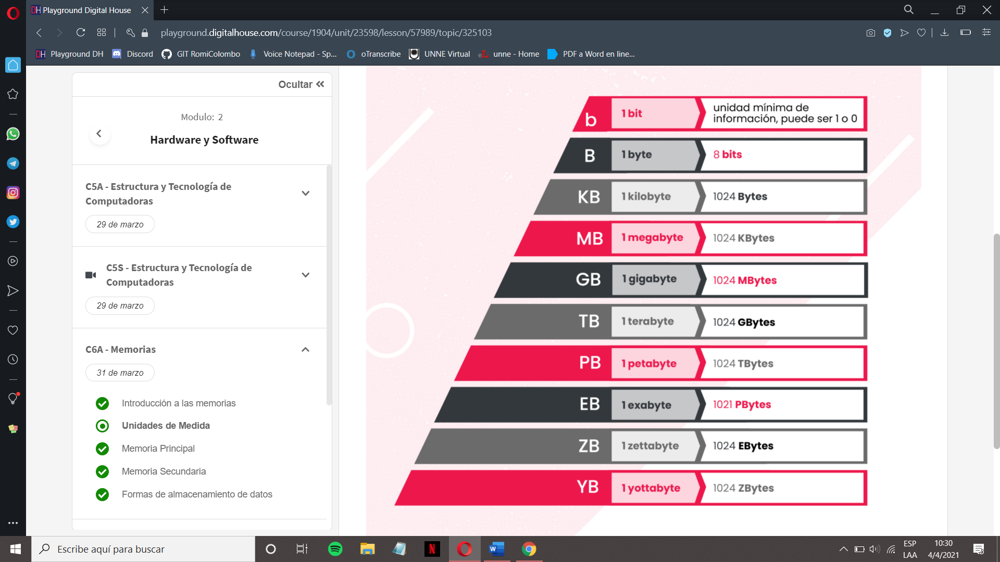 Playground Digital House
playground.digitalhouse.com/course/1904/unit/23598/lesson/57989/topic/325103
DH Playground DH
Discord
GIT RomiColombo
Voice Notepad - Sp...
oTranscribe
UNNE Virtual
eL unne - Home
PDF a Word en line...
Ocultar
Modulo: 2
Hardware y Software
C5A - Estructura y Tecnología de
Computadoras
29 de marzo
C5S - Estructura y Tecnología de
Computadoras
29 de marzo
C6A - Memorias
31 de marzo
Introducción a las memorias
Unidades de Medida
Memoria Principal
Memoria Secundaria
Formas de almacenamiento de datos
b 1 bit unidad mínima de
información, puede ser 1 o 0
B 1 byte 8 bits
KB 1 kilobyte 1024 Bytes
MB 1 megabyte 1024 KBytes
GB 1 gigabyte 1024 MBytes
TB 1 terabyte 1024 GBytes
PB 1 petabyte 1024 TBytes
EB 1 exabyte 1021 PBytes
ZB 1 zettabyte 1024 EBytes
YB 1 yottabyte 1024 ZBytes
Escribe aquí para buscar
ESP
LAA
10:30
4/4/2021